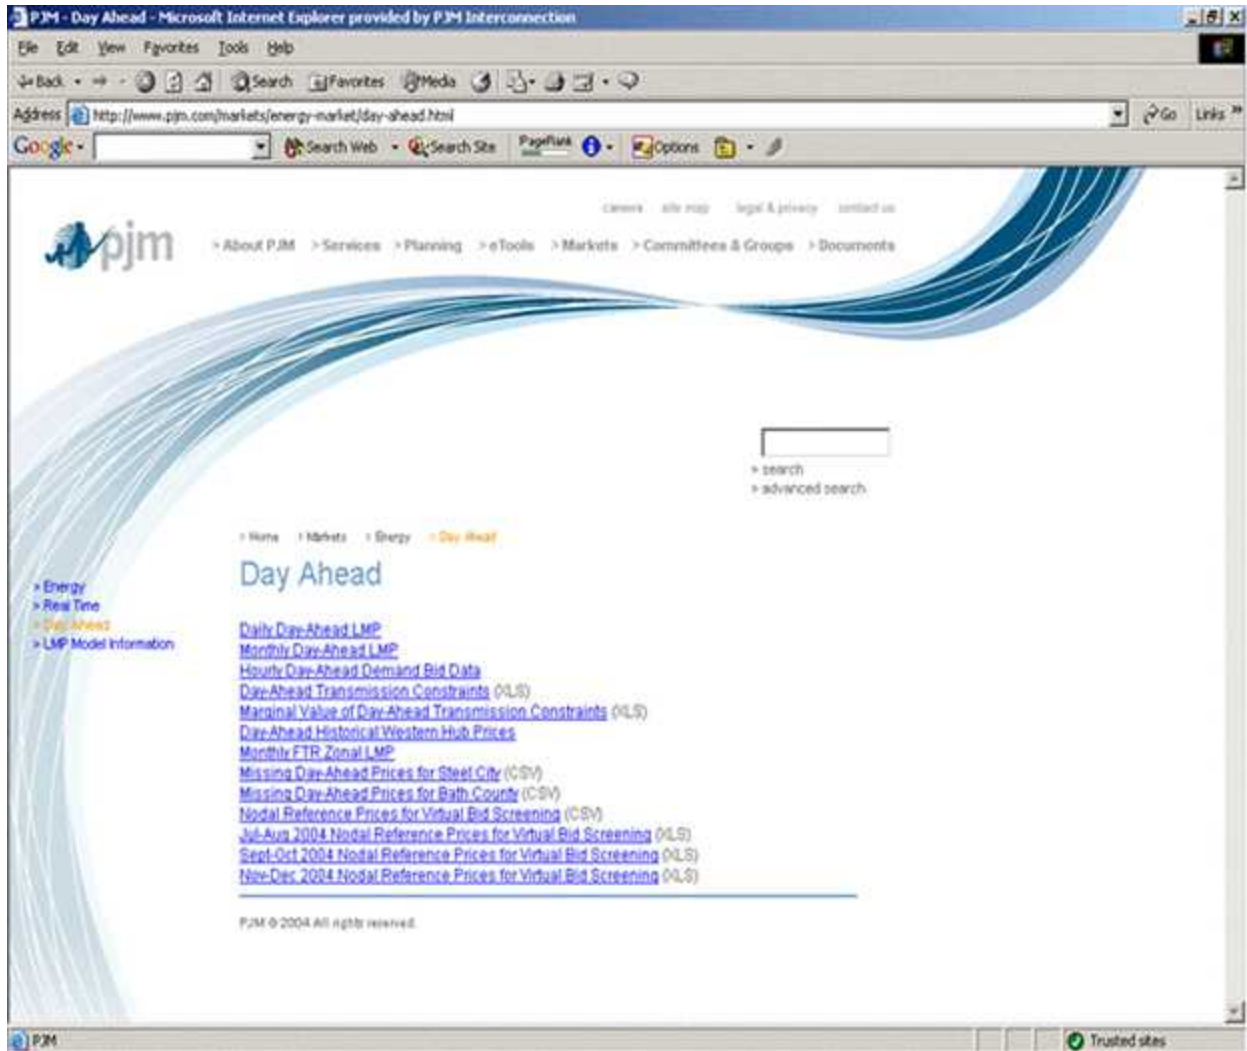 PJM - Day Ahead - Microsoft Internet Explorer provided by PJM Interconnection
File Edit View Favorites Tools Help
Back Search Favorites Media
Address http://www.pjm.com/markets/energy-market/day-ahead.html Go Links »
Google Search Web Search Site PageRank Options
careers site map legal & privacy contact us
pjm
> About PJM > Services > Planning > eTools > Markets > Committees & Groups > Documents
> search
> advanced search
> Home > Markets > Energy > Day Ahead
Day Ahead
> Energy
> Real Time
> Day Ahead
> LMP Model Information
Daily Day-Ahead LMP
Monthly Day-Ahead LMP
Hourly Day-Ahead Demand Bid Data
Day-Ahead Transmission Constraints (XLS)
Marginal Value of Day-Ahead Transmission Constraints (XLS)
Day-Ahead Historical Western Hub Prices
Monthly FTR Zonal LMP
Missing Day-Ahead Prices for Steel City (CSV)
Missing Day-Ahead Prices for Bath County (CSV)
Nodal Reference Prices for Virtual Bid Screening (CSV)
Jul-Aug 2004 Nodal Reference Prices for Virtual Bid Screening (XLS)
Sept-Oct 2004 Nodal Reference Prices for Virtual Bid Screening (XLS)
Nov-Dec 2004 Nodal Reference Prices for Virtual Bid Screening (XLS)
PJM © 2004 All rights reserved.
PJM Trusted sites